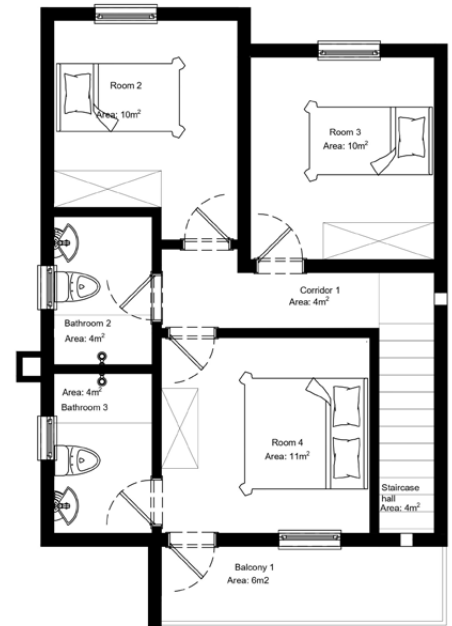 Room 2
Area: 10m²
Room 3
Area: 10m²
Corridor 1
Area: 4m²
Bathroom 2
Area: 4m²
Area: 4m²
Bathroom 3
Room 4
Area: 11m²
Staircase
hall
Area: 4m²
Balcony 1
Area: 6m2